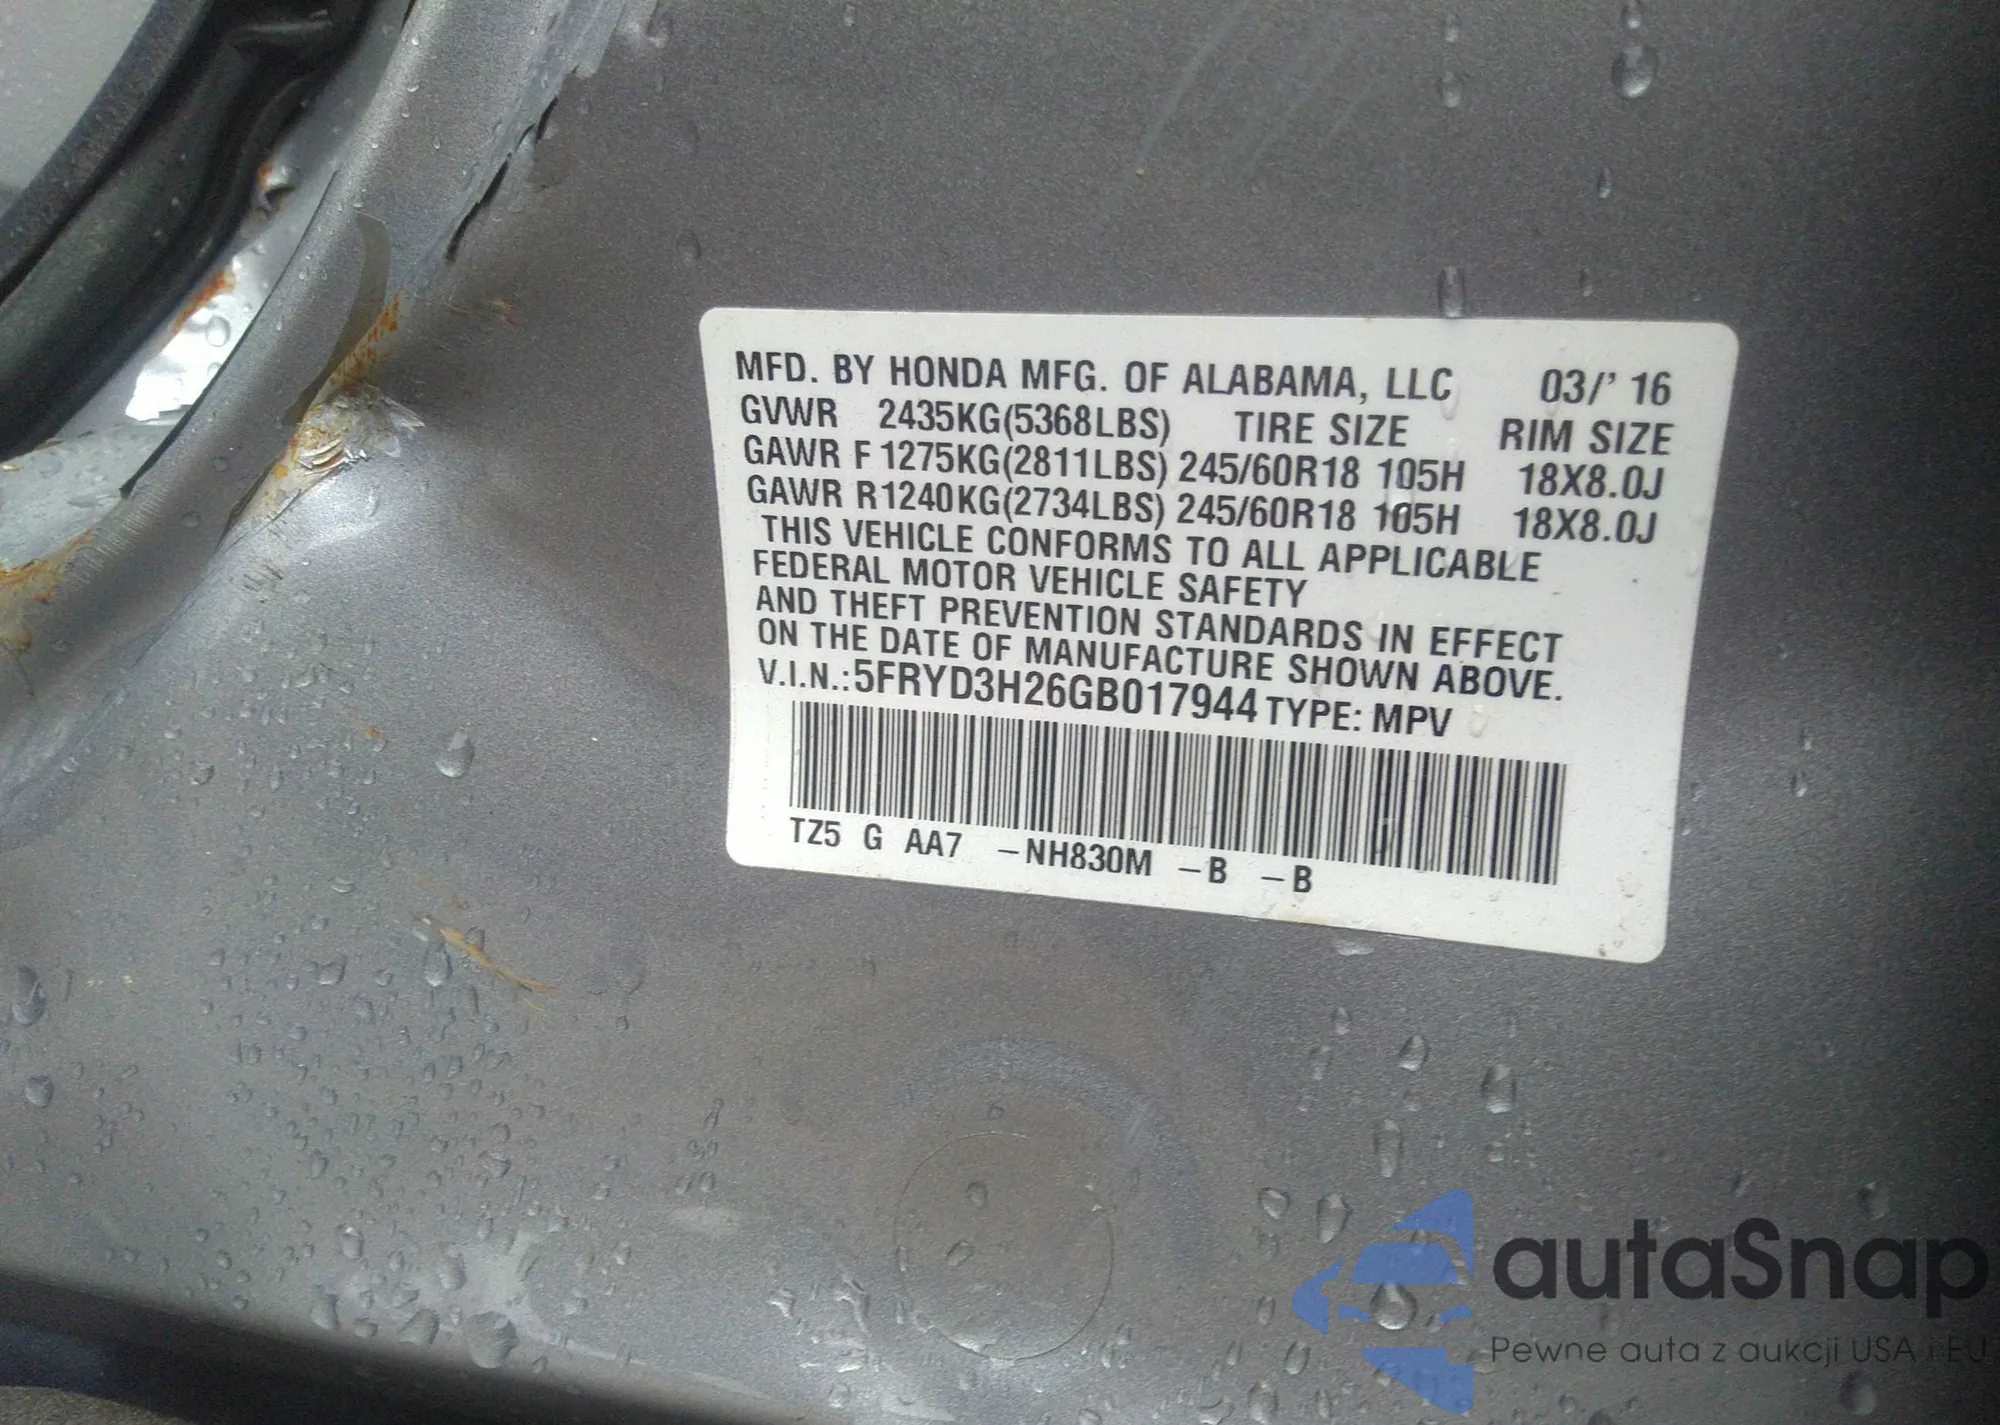 MFD. BY HONDA MFG. OF ALABAMA, LLC 03/' 16
GVWR 2435KG(5368LBS) TIRE SIZE RIM SIZE
GAWR F 1275KG(2811LBS) 245/60R18 105H 18X8.0J
GAWR R1240KG(2734LBS) 245/60R18 105H 18X8.0J
THIS VEHICLE CONFORMS TO ALL APPLICABLE
FEDERAL MOTOR VEHICLE SAFETY
AND THEFT PREVENTION STANDARDS IN EFFECT
ON THE DATE OF MANUFACTURE SHOWN ABOVE.
V.I.N.:5FRYD3H26GB017944 TYPE: MPV
TZ5 G AA7 -NH830M -B -B
autaSnap
Pewne auta z aukcji USA i EU